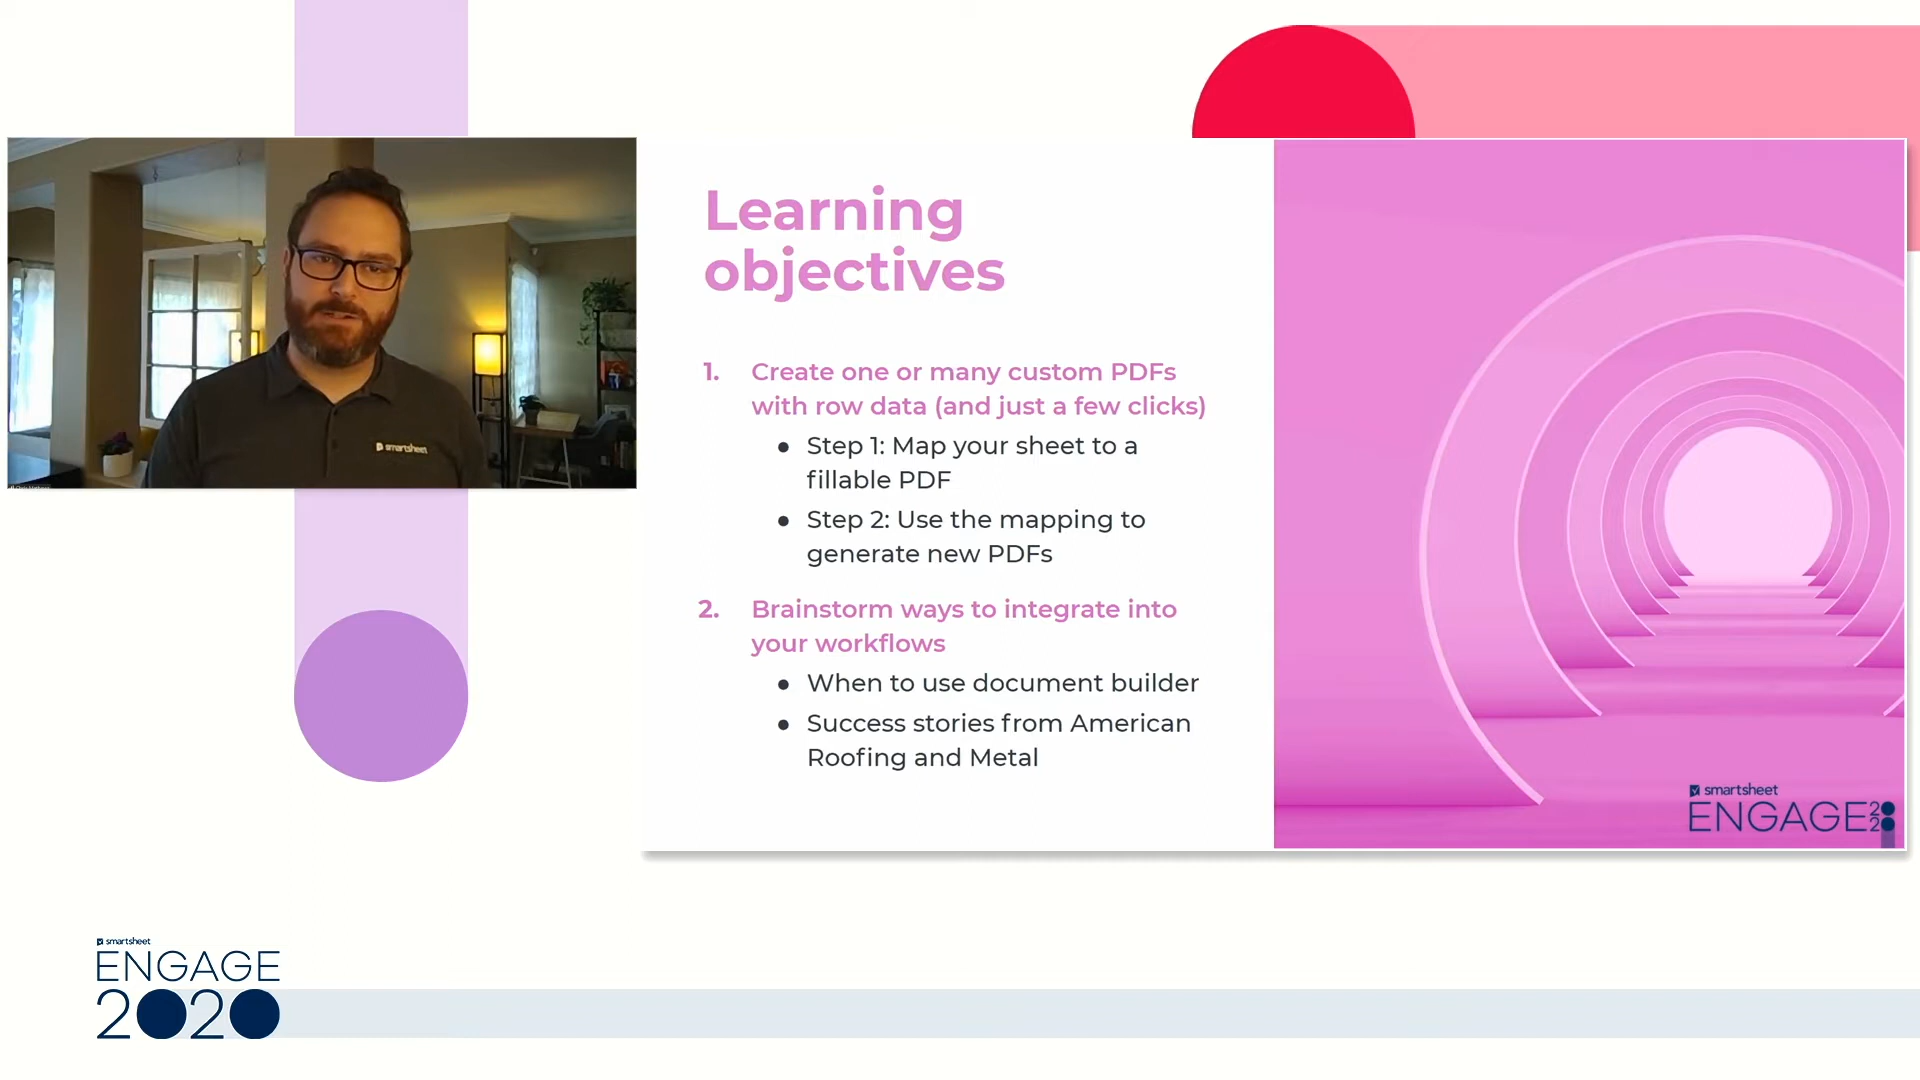 smartsheet
Learning
objectives
1. Create one or many custom PDFs
with row data (and just a few clicks)
● Step 1: Map your sheet to a
fillable PDF
● Step 2: Use the mapping to
generate new PDFs
2. Brainstorm ways to integrate into
your workflows
● When to use document builder
● Success stories from American
Roofing and Metal
smartsheet
ENGAGE 2020
smartsheet
ENGAGE
2020